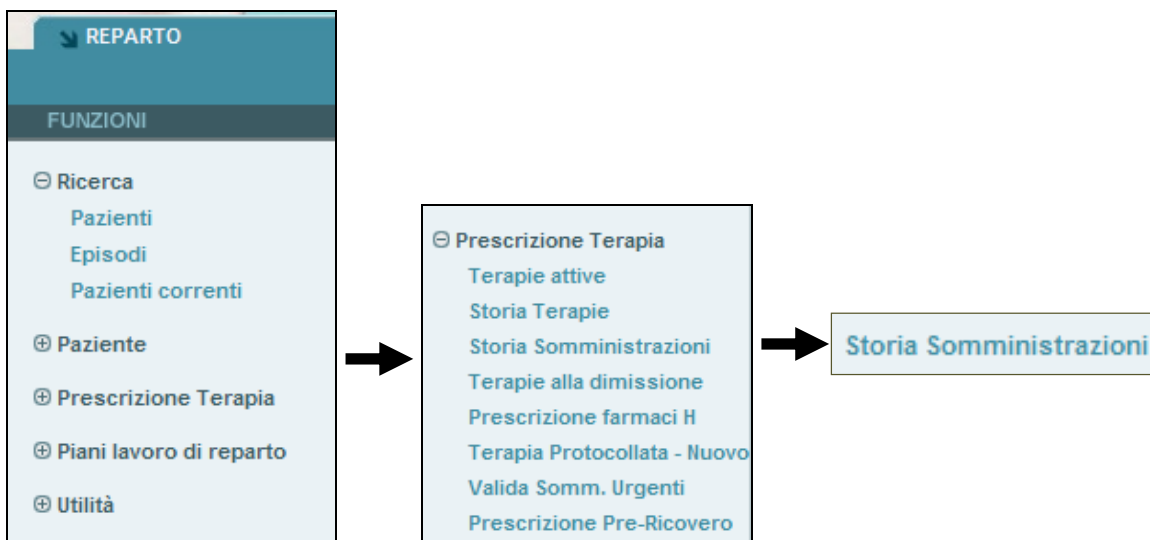 REPARTO
FUNZIONI
Ricerca
Pazienti
Episodi
Pazienti correnti
Paziente
Prescrizione Terapia
Piani lavoro di reparto
Utilità
Prescrizione Terapia
Terapie attive
Storia Terapie
Storia Somministrazioni
Terapie alla dimissione
Prescrizione farmaci H
Terapia Protocollata - Nuovo
Valida Somm. Urgenti
Prescrizione Pre-Ricovero
Storia Somministrazioni